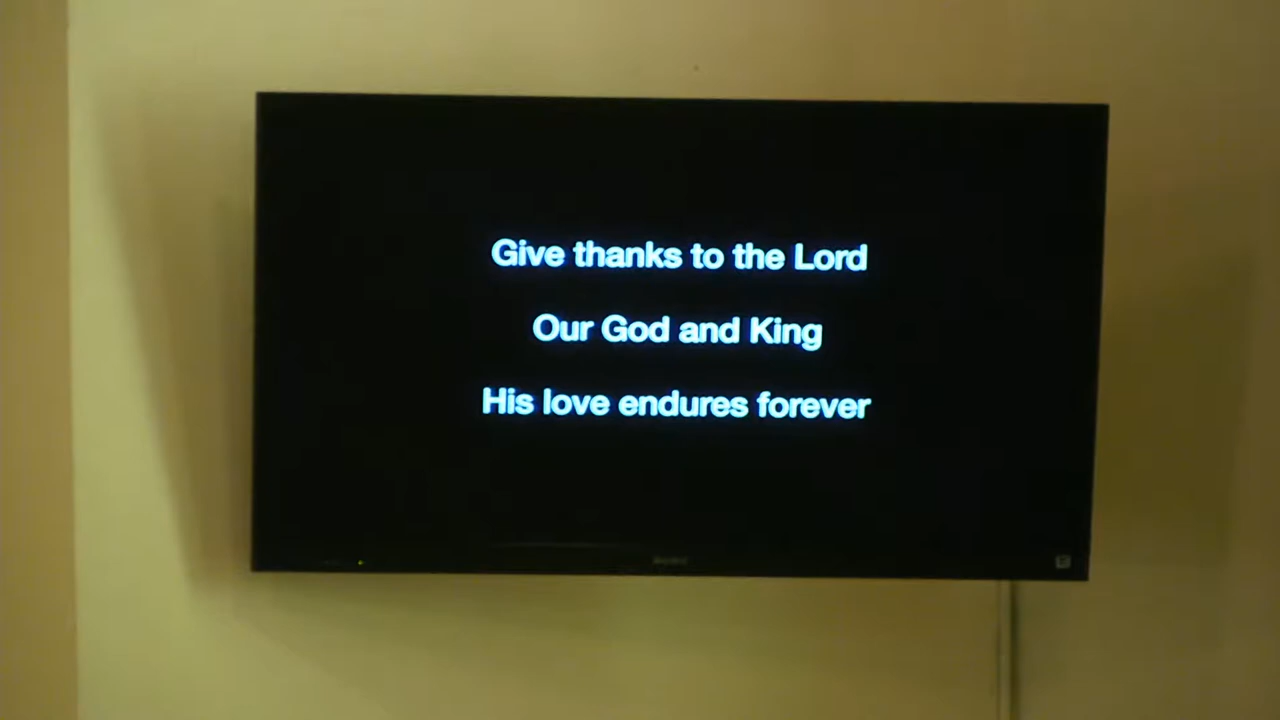 Give thanks to the Lord
Our God and King
His love endures forever